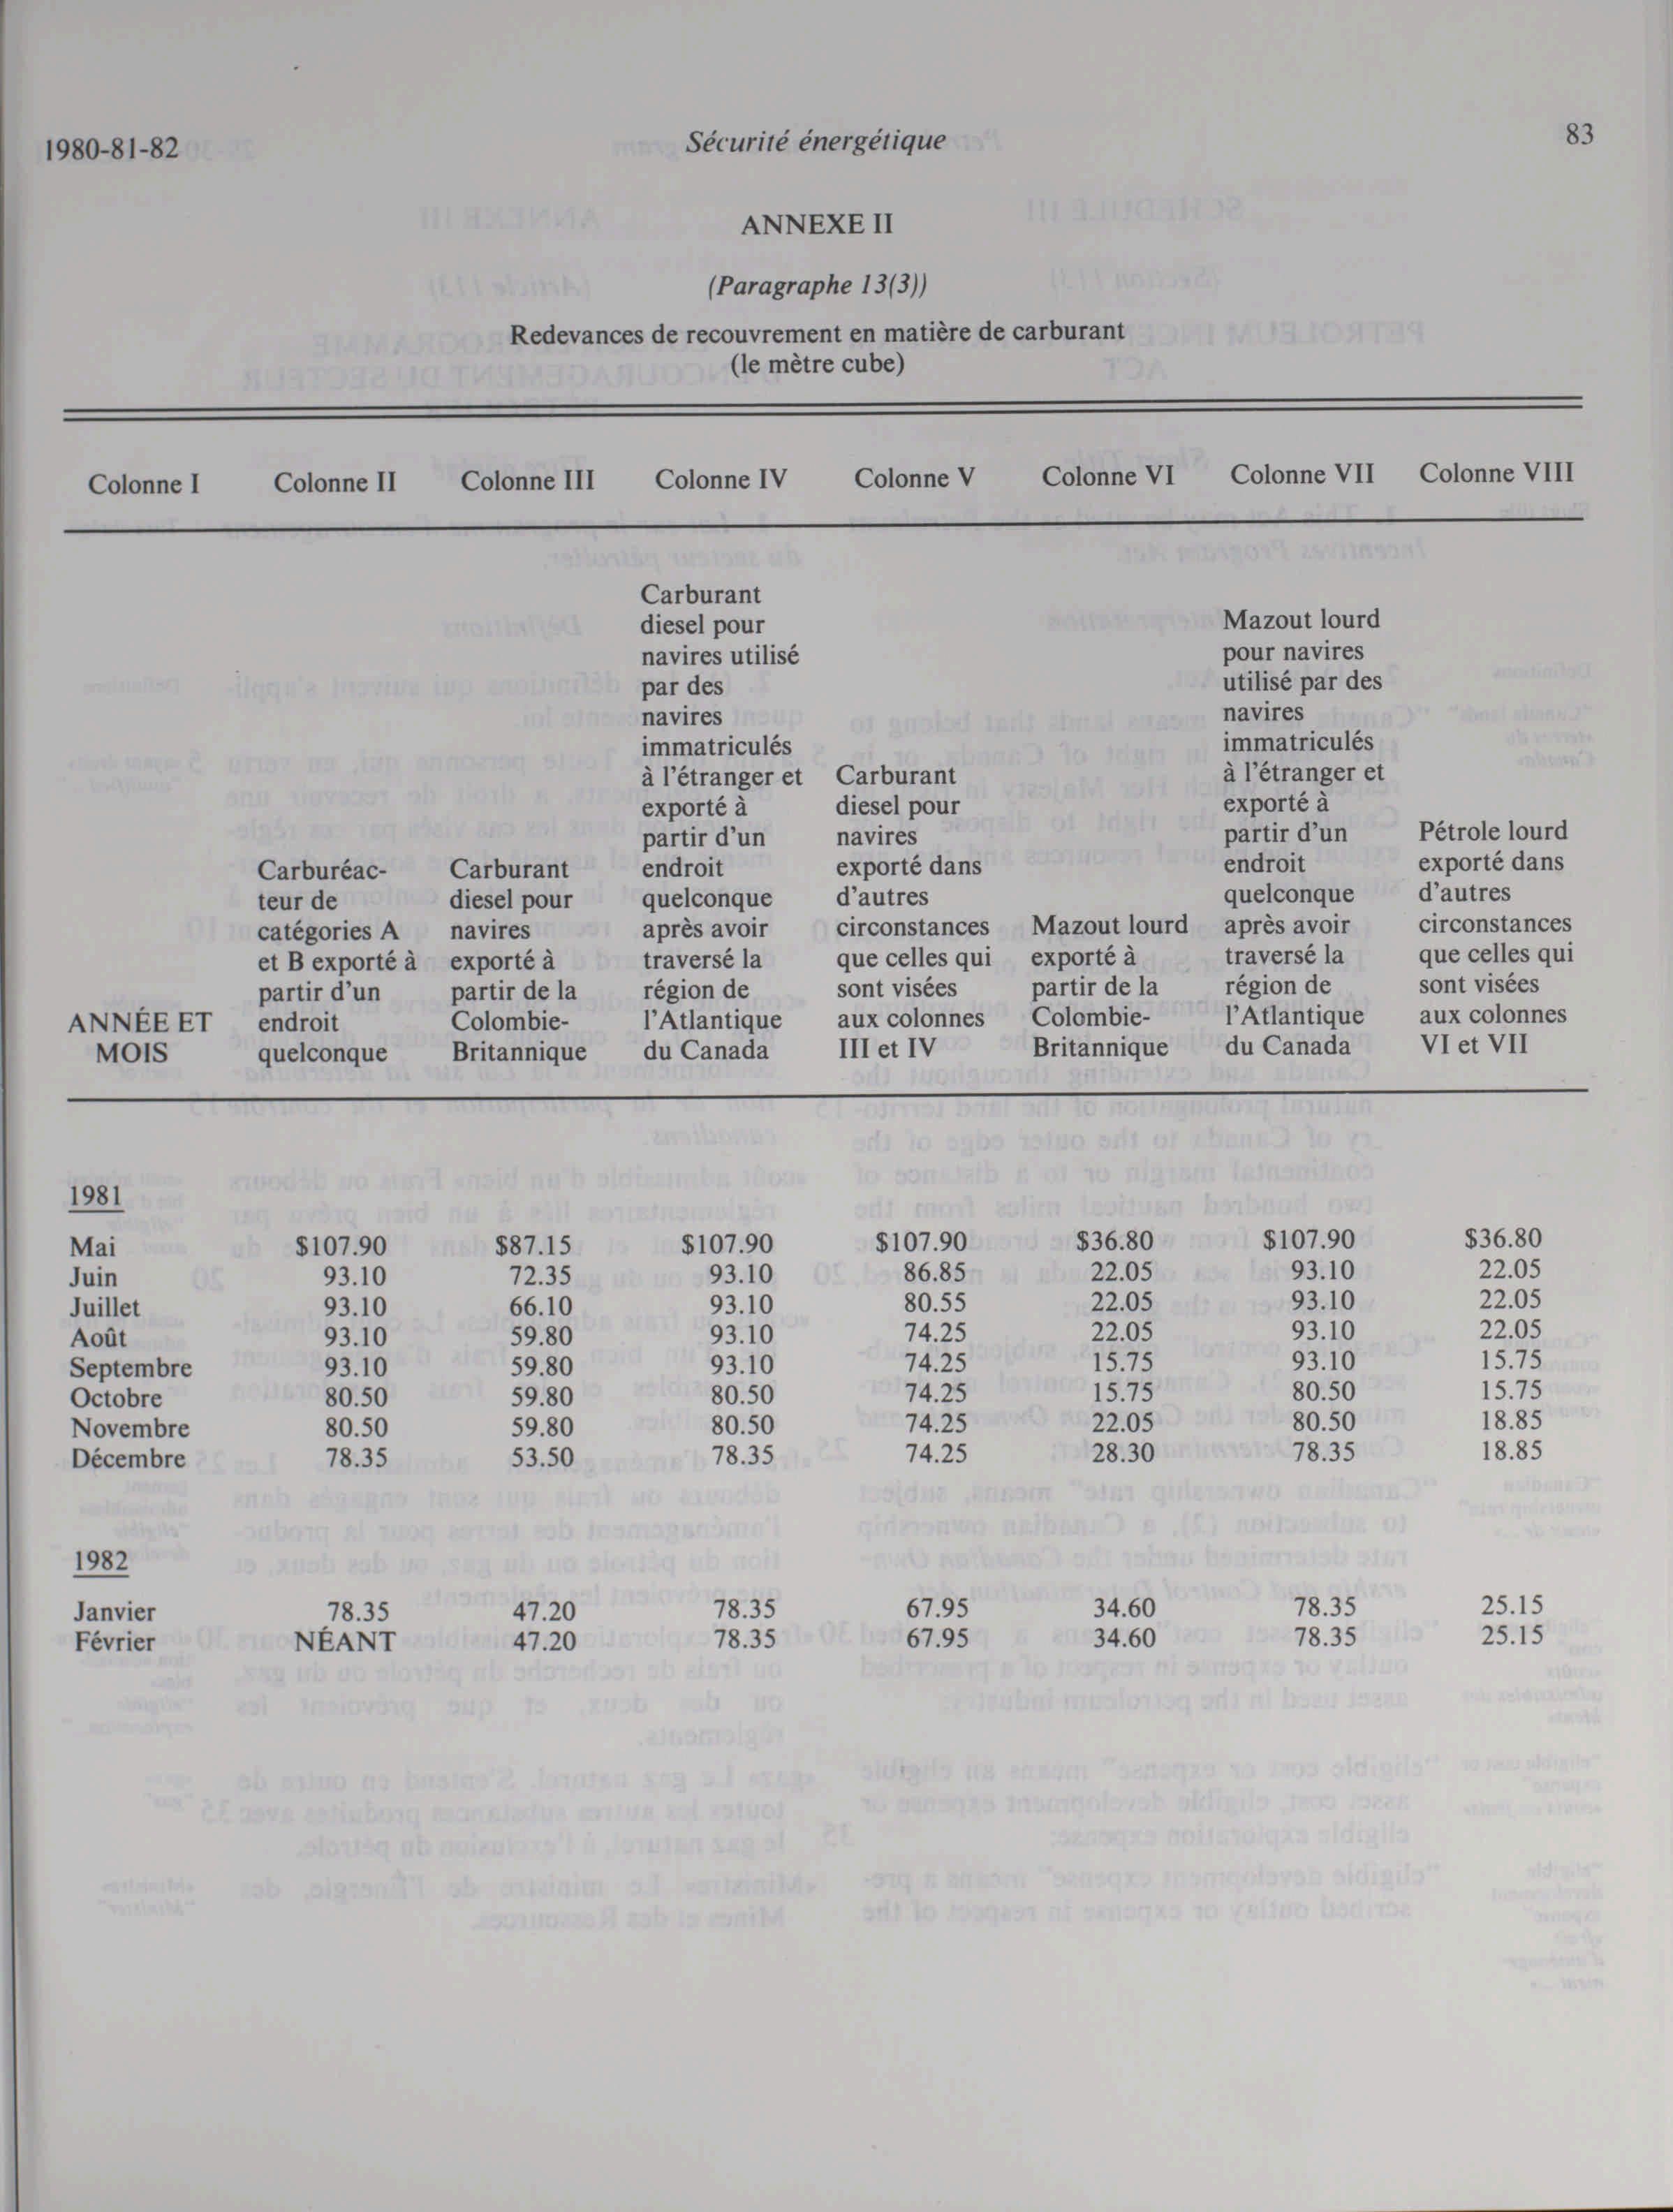 1980-81-82 Sécurité énergétique 83
ANNEXE II
(Paragraphe 13(3))
Redevances de recouvrement en matière de carburant
(le mètre cube)
Colonne I Colonne II Colonne III Colonne IV Colonne V Colonne VI Colonne VII Colonne VIII
ANNÉE ET
MOIS
Carburéac-
teur de
catégories A
et B exporté à
partir d'un
endroit
quelconque
Carburant
diesel pour
navires
exporté à
partir de la
Colombie-
Britannique
Carburant
diesel pour
navires utilisé
par des
navires
immatriculés
à l'étranger et
exporté à
partir d'un
endroit
quelconque
après avoir
traversé la
région de
l'Atlantique
du Canada
Carburant
diesel pour
navires
exporté dans
d'autres
circonstances
que celles qui
sont visées
aux colonnes
III et IV
Mazout lourd
exporté à
partir de la
Colombie-
Britannique
Mazout lourd
pour navires
utilisé par des
navires
immatriculés
à l'étranger et
exporté à
partir d'un
endroit
quelconque
après avoir
traversé la
région de
l'Atlantique
du Canada
Pétrole lourd
exporté dans
d'autres
circonstances
que celles qui
sont visées
aux colonnes
VI et VII
1981
Mai $107.90 $87.15 $107.90 $107.90 $36.80 $107.90 $36.80
Juin 93.10 72.35 93.10 86.85 22.05 93.10 22.05
Juillet 93.10 66.10 93.10 80.55 22.05 93.10 22.05
Août 93.10 59.80 93.10 74.25 22.05 93.10 22.05
Septembre 93.10 59.80 93.10 74.25 15.75 93.10 15.75
Octobre 80.50 59.80 80.50 74.25 15.75 80.50 15.75
Novembre 80.50 59.80 80.50 74.25 22.05 80.50 18.85
Décembre 78.35 53.50 78.35 74.25 28.30 78.35 18.85
1982
Janvier 78.35 47.20 78.35 67.95 34.60 78.35 25.15
Février NÉANT 47.20 78.35 67.95 34.60 78.35 25.15